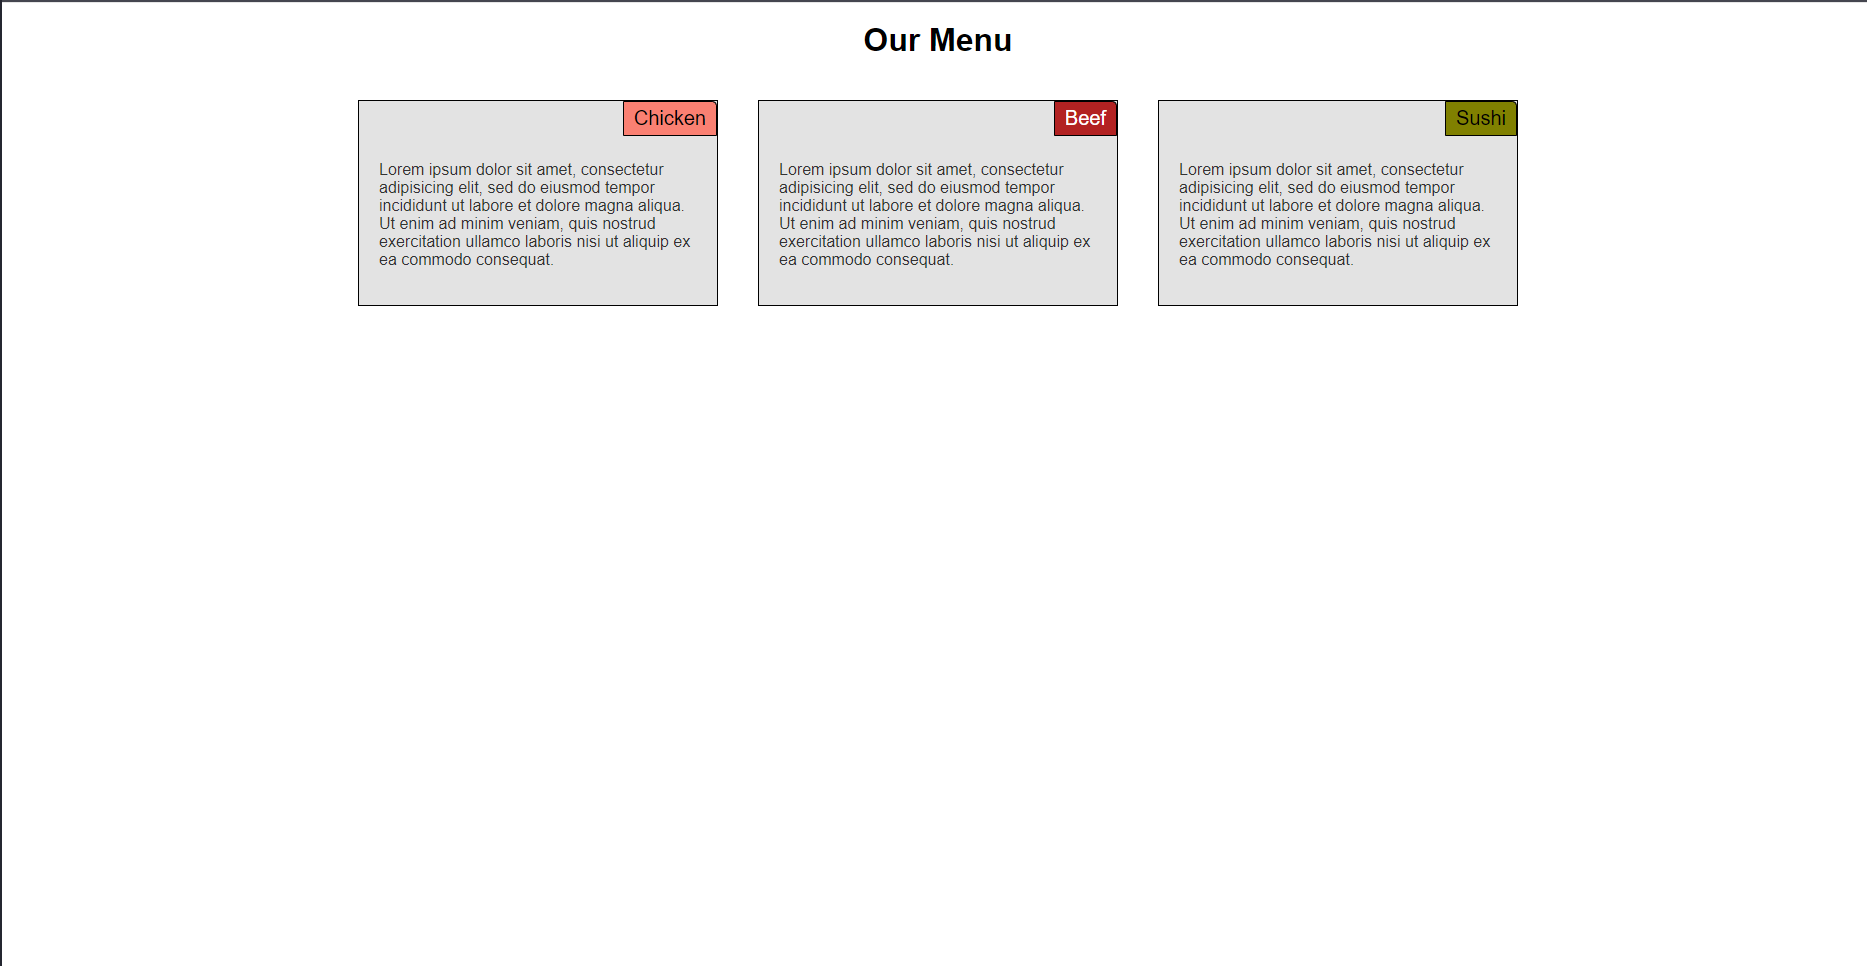 Our Menu
Chicken
Lorem ipsum dolor sit amet, consectetur
adipisicing elit, sed do eiusmod tempor
incididunt ut labore et dolore magna aliqua.
Ut enim ad minim veniam, quis nostrud
exercitation ullamco laboris nisi ut aliquip ex
ea commodo consequat.
Beef
Lorem ipsum dolor sit amet, consectetur
adipisicing elit, sed do eiusmod tempor
incididunt ut labore et dolore magna aliqua.
Ut enim ad minim veniam, quis nostrud
exercitation ullamco laboris nisi ut aliquip ex
ea commodo consequat.
Sushi
Lorem ipsum dolor sit amet, consectetur
adipisicing elit, sed do eiusmod tempor
incididunt ut labore et dolore magna aliqua.
Ut enim ad minim veniam, quis nostrud
exercitation ullamco laboris nisi ut aliquip ex
ea commodo consequat.